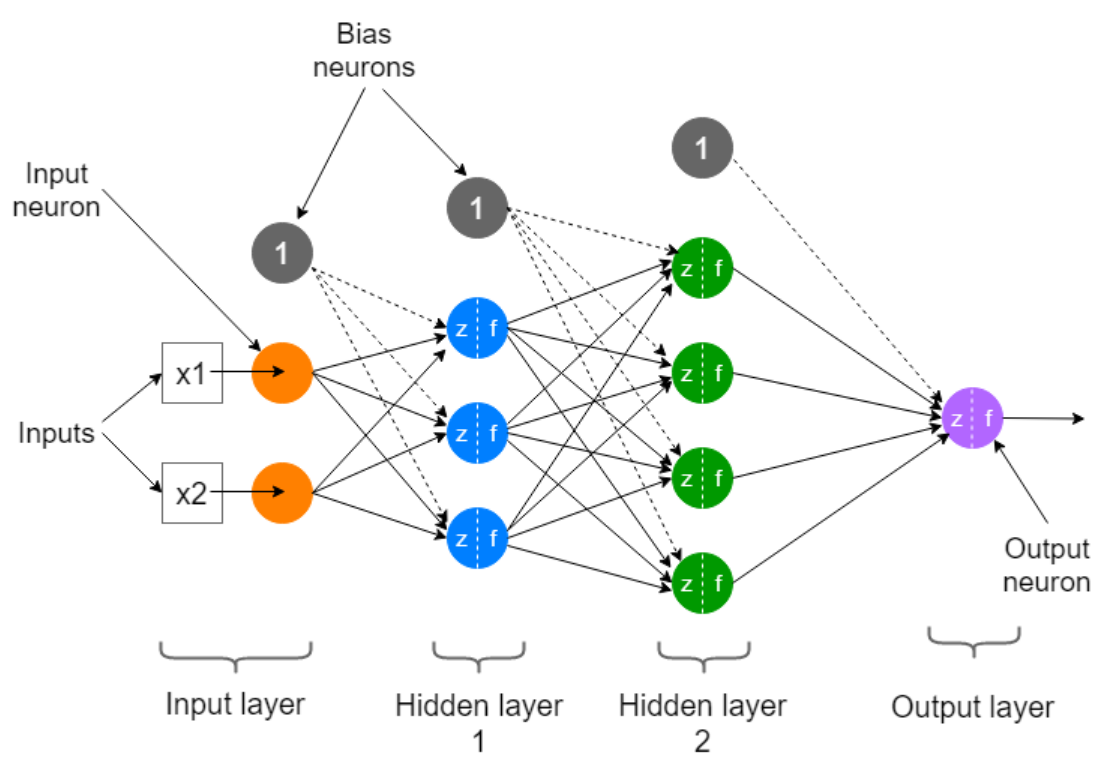 Bias
neurons
Input
neuron
1
1
1
z f
z f
z f
z f
z f
z f
z f
z f
x1
x2
Inputs
Output
neuron
Input layer
Hidden layer
1
Hidden layer
2
Output layer